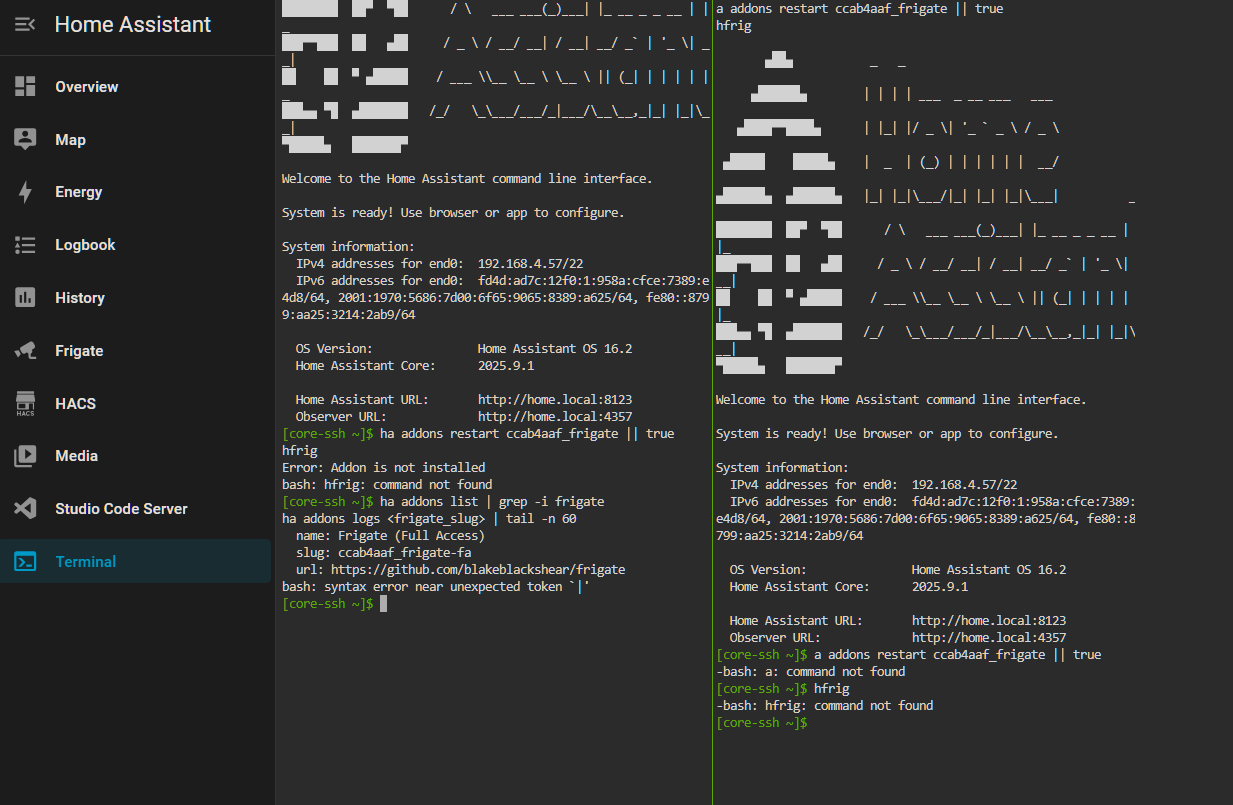 Home Assistant
Overview
Map
Energy
Logbook
History
Frigate
HACS
HACS
Media
Studio Code Server
Terminal
Welcome to the Home Assistant command line interface.
System is ready! Use browser or app to configure.
System information:
IPv4 addresses for end0: 192.168.4.57/22
IPv6 addresses for end0: fd4d:ad7c:12f0:1:958a:cfce:7389:e
4d8/64, 2001:1970:5686:7d00:6f65:9065:8389:a625/64, fe80::879
9:aa25:3214:2ab9/64
OS Version: Home Assistant OS 16.2
Home Assistant Core: 2025.9.1
Home Assistant URL: http://home.local:8123
Observer URL: http://home.local:4357
[core-ssh ~]$ ha addons restart ccab4aaf_frigate || true
hfrig
Error: Addon is not installed
bash: hfrig: command not found
[core-ssh ~]$ ha addons list | grep -i frigate
ha addons logs <frigate_slug> | tail -n 60
name: Frigate (Full Access)
slug: ccab4aaf_frigate-fa
url: https://github.com/blakeblackshear/frigate
bash: syntax error near unexpected token `|'
[core-ssh ~]$
a addons restart ccab4aaf_frigate || true
hfrig
Welcome to the Home Assistant command line interface.
System is ready! Use browser or app to configure.
System information:
IPv4 addresses for end0: 192.168.4.57/22
IPv6 addresses for end0: fd4d:ad7c:12f0:1:958a:cfce:7389:
e4d8/64, 2001:1970:5686:7d00:6f65:9065:8389:a625/64, fe80::8
799:aa25:3214:2ab9/64
OS Version: Home Assistant OS 16.2
Home Assistant Core: 2025.9.1
Home Assistant URL: http://home.local:8123
Observer URL: http://home.local:4357
[core-ssh ~]$ a addons restart ccab4aaf_frigate || true
-bash: a: command not found
[core-ssh ~]$ hfrig
-bash: hfrig: command not found
[core-ssh ~]$